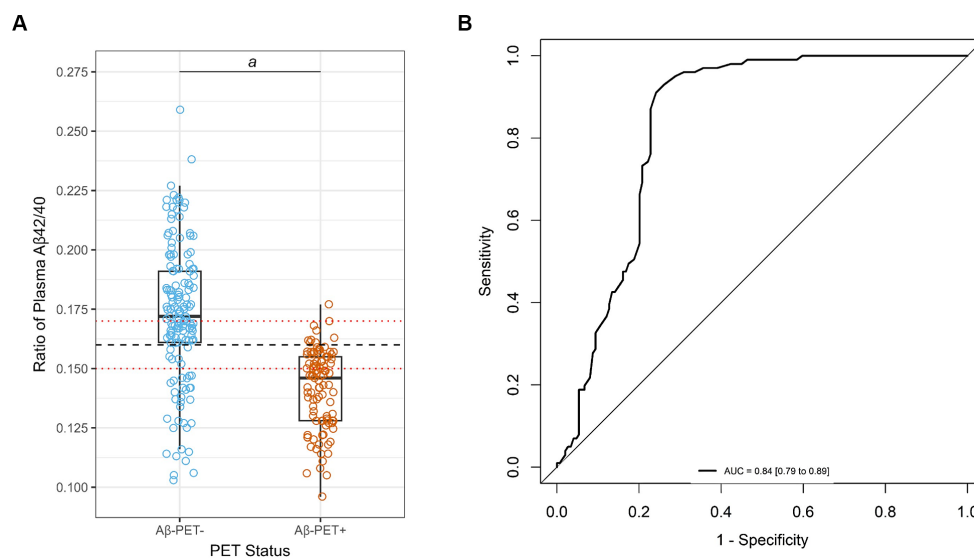 A
a
0.275
0.250
0.225
0.200
0.175
0.150
0.125
0.100
Ratio of Plasma Aβ42/40
Aβ-PET-
Aβ-PET+
PET Status
B
1.0
0.8
0.6
0.4
0.2
0.0
Sensitivity
AUC = 0.84 [0.79 to 0.89]
0.0
0.2
0.4
0.6
0.8
1.0
1 - Specificity